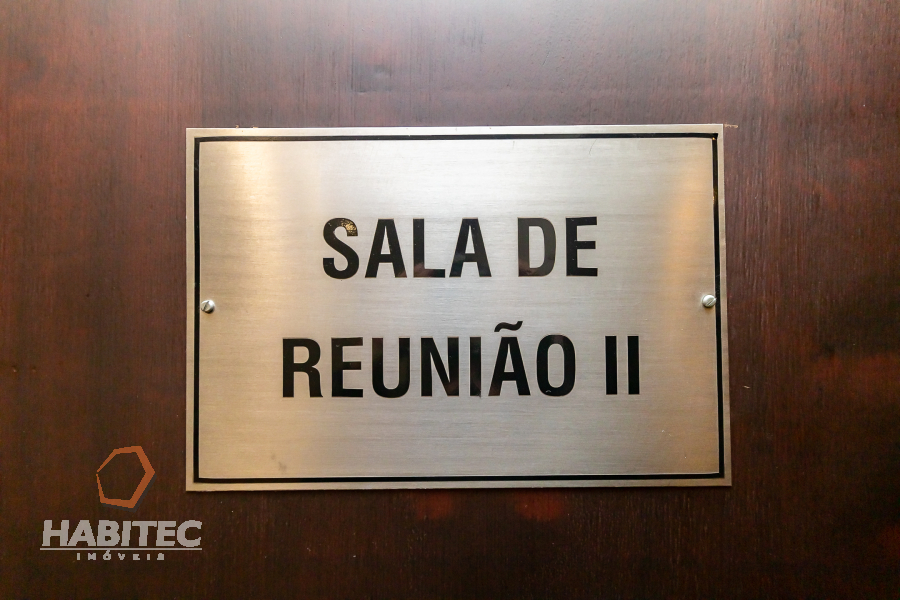 SALA DE
REUNIÃO II
HABITEC
IMÓVEIS